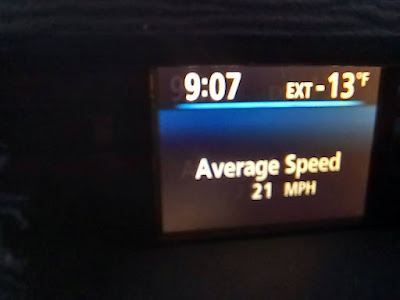 9:07 EXT -13°F
Average Speed
21 MPH